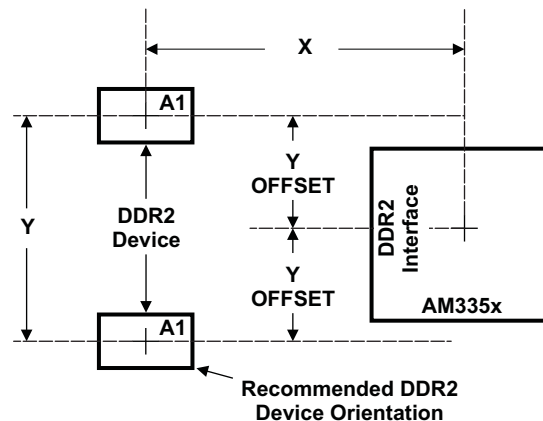 X
A1
Y
OFFSET
Y
DDR2
Device
DDR2
Interface
Y
OFFSET
A1
AM335x
Recommended DDR2
Device Orientation